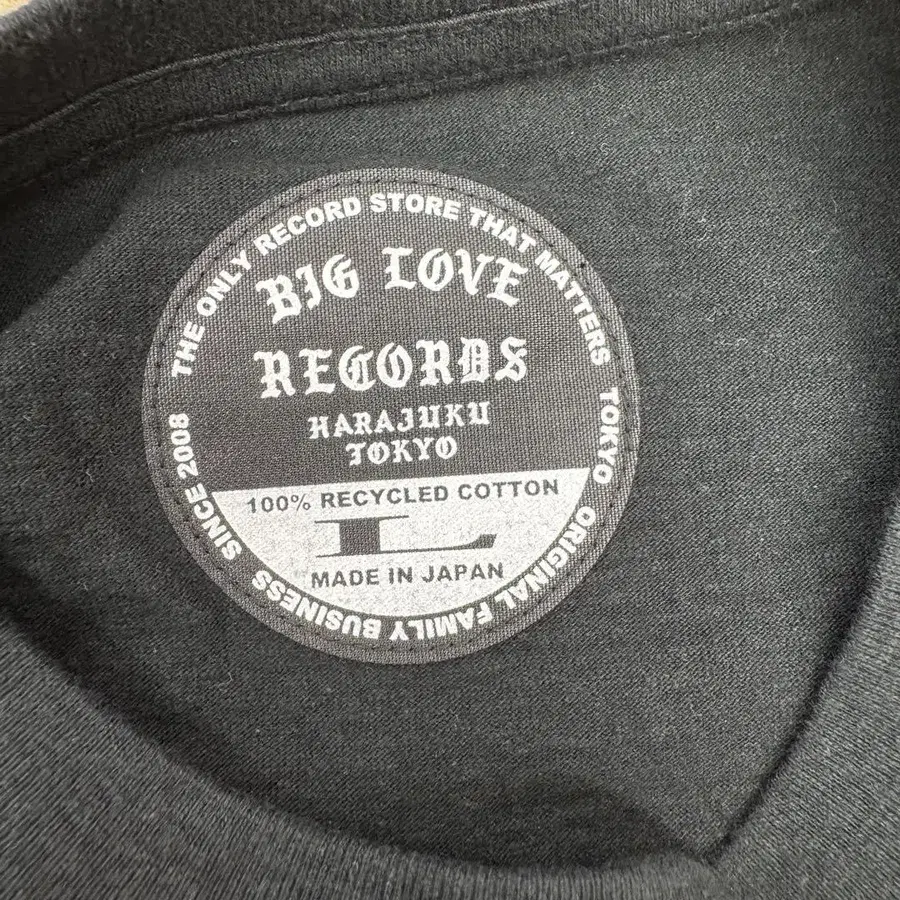 THE ONLY RECORD STORE THAT MATTERS TOKYO ORIGINAL FAMILY BUSINESS SINCE 2008
BIG LOVE
RECORDS
HARAJUKU
TOKYO
100% RECYCLED COTTON
L
MADE IN JAPAN